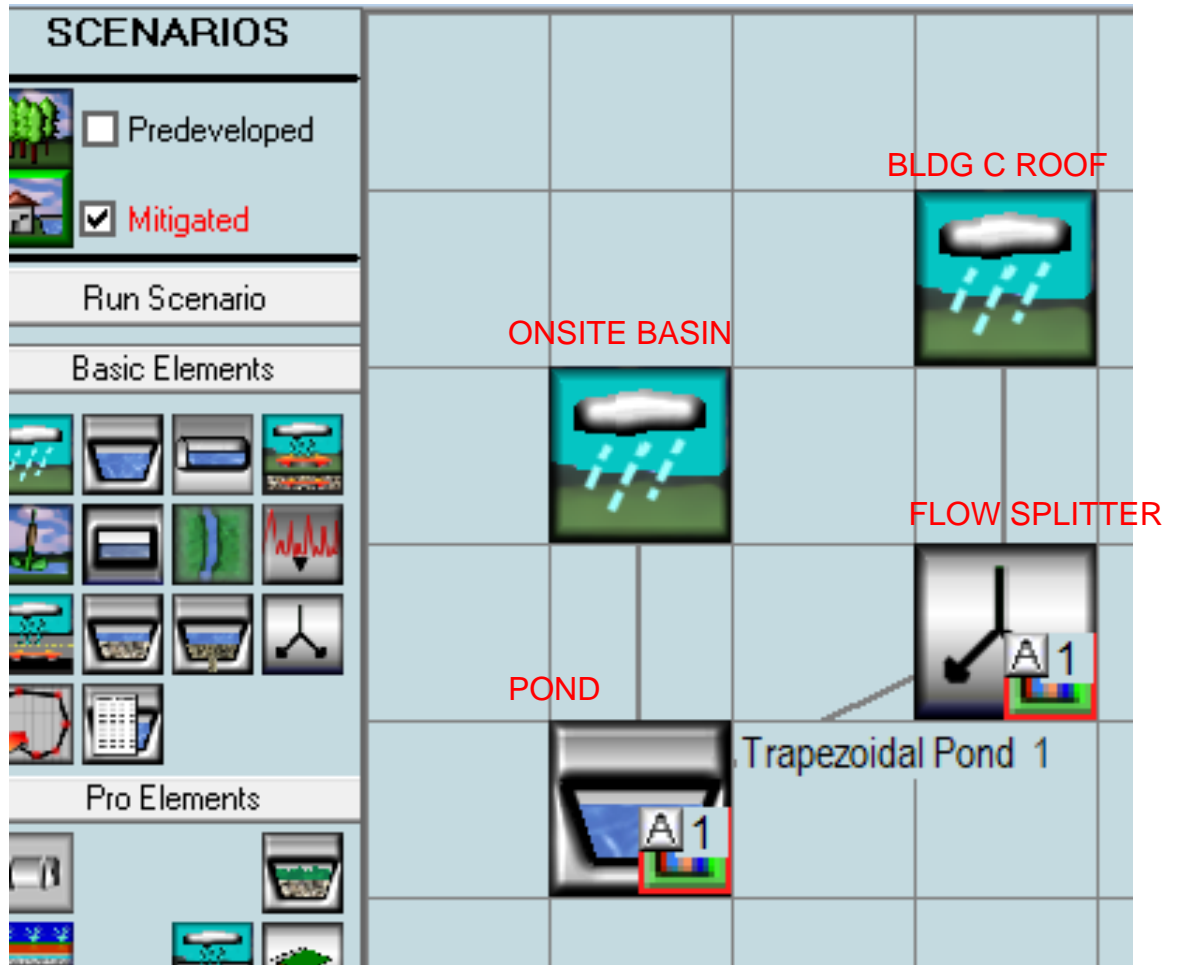 SCENARIOS
Predeveloped
Mitigated
Run Scenario
Basic Elements
Pro Elements
BLDG C ROOF
ONSITE BASIN
FLOW SPLITTER
A 1
POND
Trapezoidal Pond 1
A 1